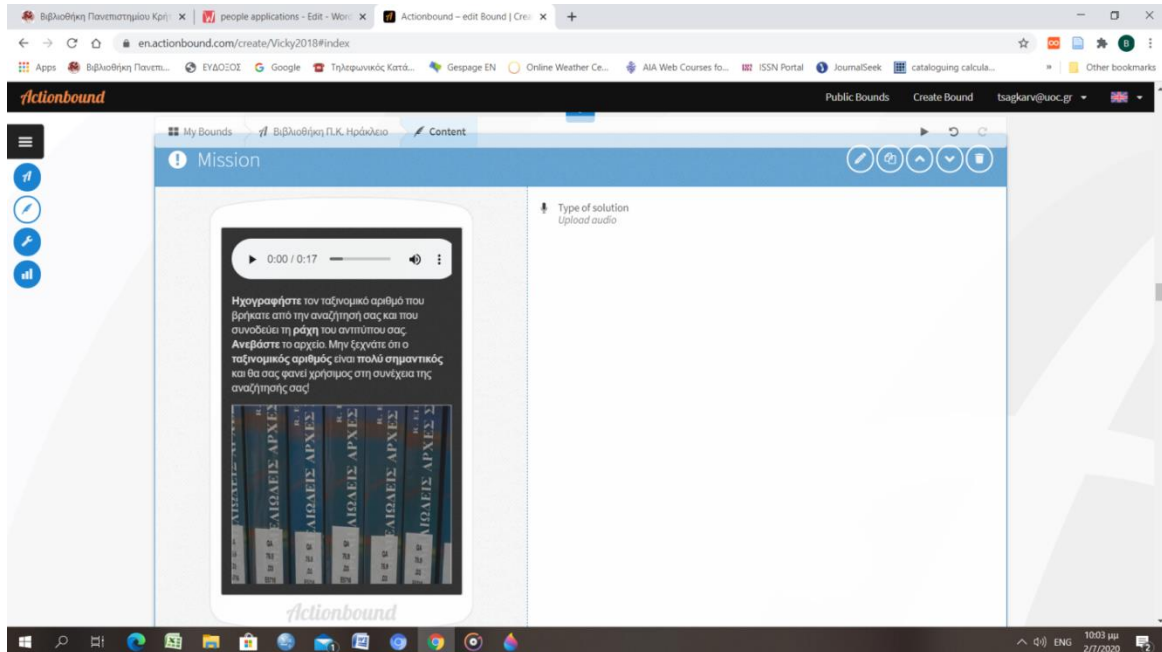 Βιβλιοθήκη Πανεπιστημίου Κρήτ
people applications - Edit - Word
Actionbound – edit Bound | Crea
en.actionbound.com/create/Vicky2018#index
B
Apps
Βιβλιοθήκη Πανεπι...
ΕΥΔΟΞΟΣ
Google
Τηλεφωνικός Κατά...
Gespage EN
Online Weather Ce...
AIA Web Courses fo...
ISSN Portal
JournalSeek
cataloguing calcula...
»
Other bookmarks
Actionbound
Public Bounds
Create Bound
tsagkarv@uoc.gr
My Bounds
Βιβλιοθήκη Π.Κ. Ηράκλειο
Content
Mission
Type of solution
Upload audio
0:00 / 0:17
Ηχογραφήστε τον ταξινομικό αριθμό που
βρήκατε από την αναζήτησή σας και που
συνοδεύει τη ράχη του αντιτύπου σας.
Ανεβάστε το αρχείο. Μην ξεχνάτε ότι ο
ταξινομικός αριθμός είναι πολύ σημαντικός
και θα σας φανεί χρήσιμος στη συνέχεια της
αναζήτησής σας!
ΕΛΙΩΔΕΙΣ ΑΡΧΕΣ
Actionbound
ENG
10:03 μμ
2/7/2020